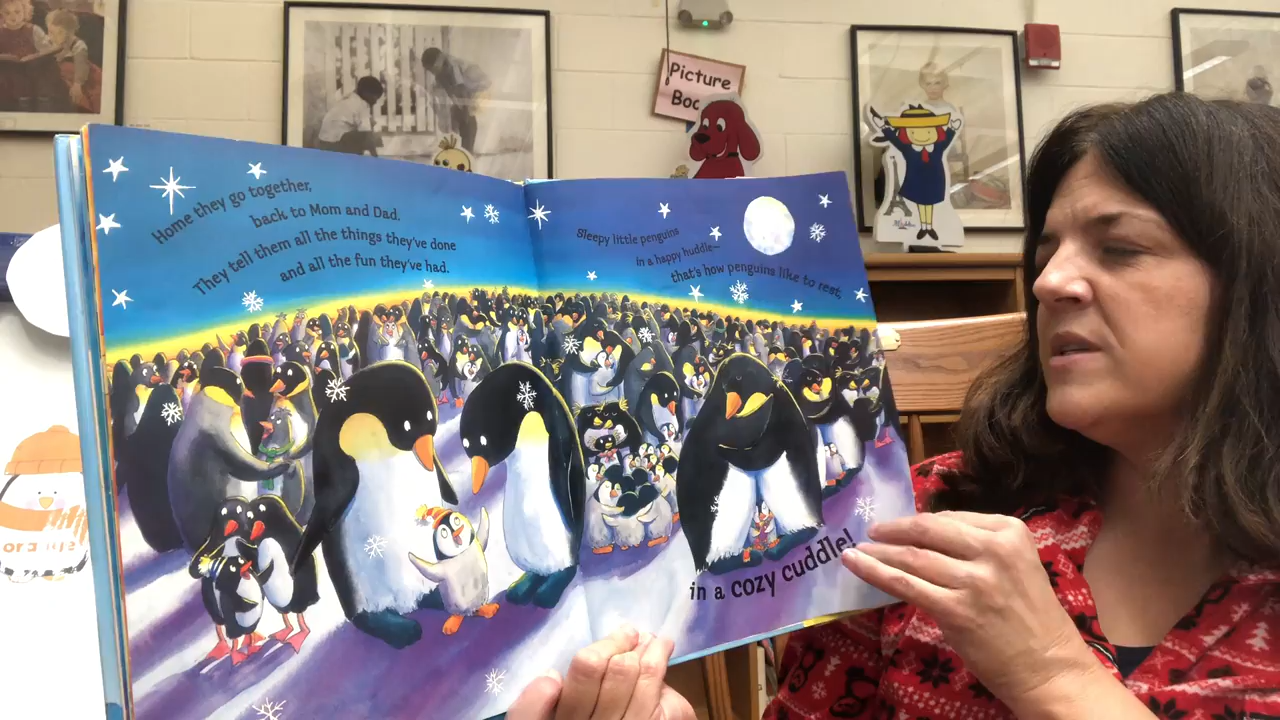 Picture
Home they go together,
back to Mom and Dad.
They tell them all the things they've done
and all the fun they've had.
Sleepy little penguins
in a happy huddle—
that's how penguins like to rest,
in a cozy cuddle!